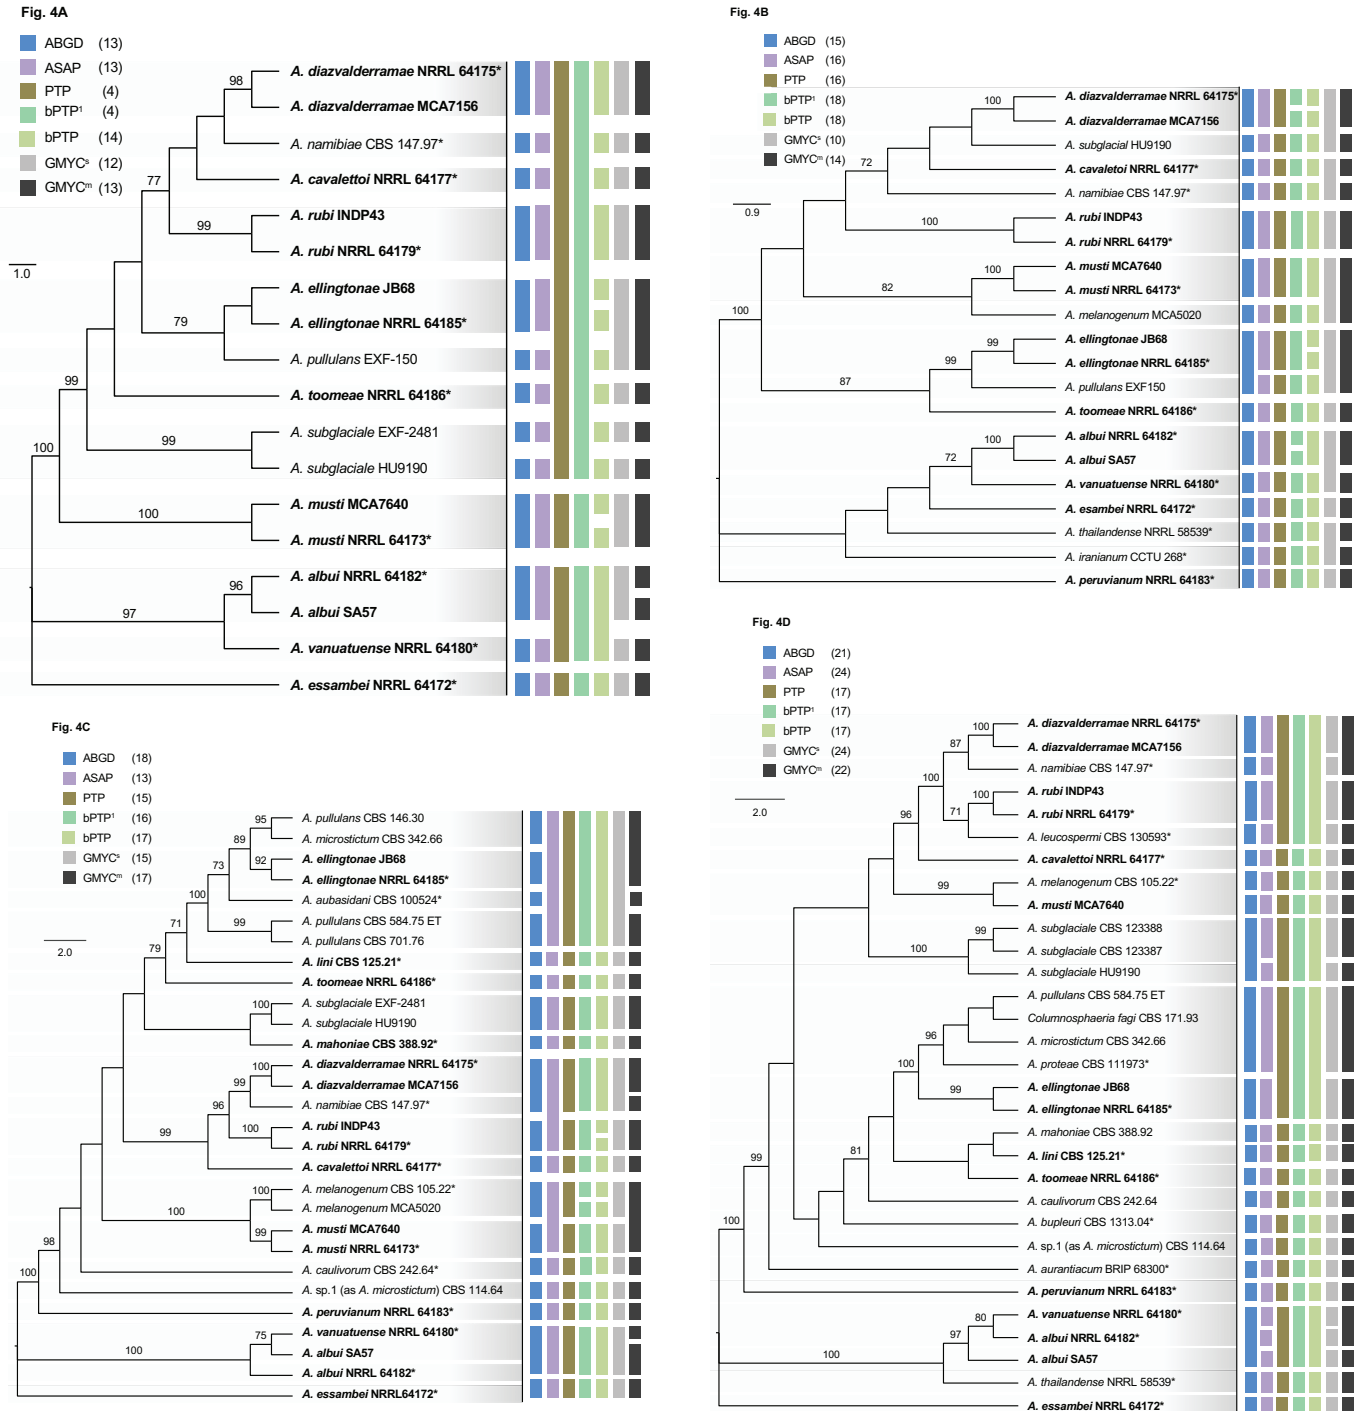 Fig. 4A
ABGD (13)
ASAP (13)
PTP (4)
bPTP¹ (4)
bPTP (14)
GMYCˢ (12)
GMYCᵐ (13)
1.0
98
77
99
79
99
99
100
100
96
97
A. diazvalderramae NRRL 64175*
A. diazvalderramae MCA7156
A. namibiae CBS 147.97*
A. cavalettoi NRRL 64177*
A. rubi INDP43
A. rubi NRRL 64179*
A. ellingtonae JB68
A. ellingtonae NRRL 64185*
A. pullulans EXF-150
A. toomeae NRRL 64186*
A. subglaciale EXF-2481
A. subglaciale HU9190
A. musti MCA7640
A. musti NRRL 64173*
A. albui NRRL 64182*
A. albui SA57
A. vanuatuense NRRL 64180*
A. essambei NRRL 64172*
Fig. 4B
ABGD (15)
ASAP (16)
PTP (16)
bPTP¹ (18)
bPTP (18)
GMYCˢ (10)
GMYCᵐ (14)
0.9
100
72
100
100
82
100
99
99
87
100
72
A. diazvalderramae NRRL 64175*
A. diazvalderramae MCA7156
A. subglacial HU9190
A. cavaletoi NRRL 64177*
A. namibiae CBS 147.97*
A. rubi INDP43
A. rubi NRRL 64179*
A. musti MCA7640
A. musti NRRL 64173*
A. melanogenum MCA5020
A. ellingtonae JB68
A. ellingtonae NRRL 64185*
A. pullulans EXF150
A. toomeae NRRL 64186*
A. albui NRRL 64182*
A. albui SA57
A. vanuatuense NRRL 64180*
A. esambei NRRL 64172*
A. thailandense NRRL 58539*
A. iranianum CCTU 268*
A. peruvianum NRRL 64183*
Fig. 4C
ABGD (18)
ASAP (13)
PTP (15)
bPTP¹ (16)
bPTP (17)
GMYCˢ (15)
GMYCᵐ (17)
2.0
95
89
92
73
100
99
71
79
100
100
99
96
100
99
100
100
99
98
100
75
100
A. pullulans CBS 146.30
A. microstictum CBS 342.66
A. ellingtonae JB68
A. ellingtonae NRRL 64185*
A. aubasidani CBS 100524*
A. pullulans CBS 584.75 ET
A. pullulans CBS 701.76
A. lini CBS 125.21*
A. toomeae NRRL 64186*
A. subglaciale EXF-2481
A. subglaciale HU9190
A. mahoniae CBS 388.92*
A. diazvalderramae NRRL 64175*
A. diazvalderramae MCA7156
A. namibiae CBS 147.97*
A. rubi INDP43
A. rubi NRRL 64179*
A. cavalettoi NRRL 64177*
A. melanogenum CBS 105.22*
A. melanogenum MCA5020
A. musti MCA7640
A. musti NRRL 64173*
A. caulivorum CBS 242.64*
A. sp.1 (as A. microstictum) CBS 114.64
A. peruvianum NRRL 64183*
A. vanuatuense NRRL 64180*
A. albui SA57
A. albui NRRL 64182*
A. essambei NRRL64172*
Fig. 4D
ABGD (21)
ASAP (24)
PTP (17)
bPTP¹ (17)
bPTP (17)
GMYCˢ (24)
GMYCᵐ (22)
2.0
100
87
100
100
71
96
99
99
100
96
100
99
81
99
100
80
97
100
A. diazvalderramae NRRL 64175*
A. diazvalderramae MCA7156
A. namibiae CBS 147.97*
A. rubi INDP43
A. rubi NRRL 64179*
A. leucospermi CBS 130593*
A. cavalettoi NRRL 64177*
A. melanogenum CBS 105.22*
A. musti MCA7640
A. subglaciale CBS 123388
A. subglaciale CBS 123387
A. subglaciale HU9190
A. pullulans CBS 584.75 ET
Columnosphaeria fagi CBS 171.93
A. microstictum CBS 342.66
A. proteae CBS 111973*
A. ellingtonae JB68
A. ellingtonae NRRL 64185*
A. mahoniae CBS 388.92
A. lini CBS 125.21*
A. toomeae NRRL 64186*
A. caulivorum CBS 242.64
A. bupleuri CBS 1313.04*
A. sp.1 (as A. microstictum) CBS 114.64
A. aurantiacum BRIP 68300*
A. peruvianum NRRL 64183*
A. vanuatuense NRRL 64180*
A. albui NRRL 64182*
A. albui SA57
A. thailandense NRRL 58539*
A. essambei NRRL 64172*